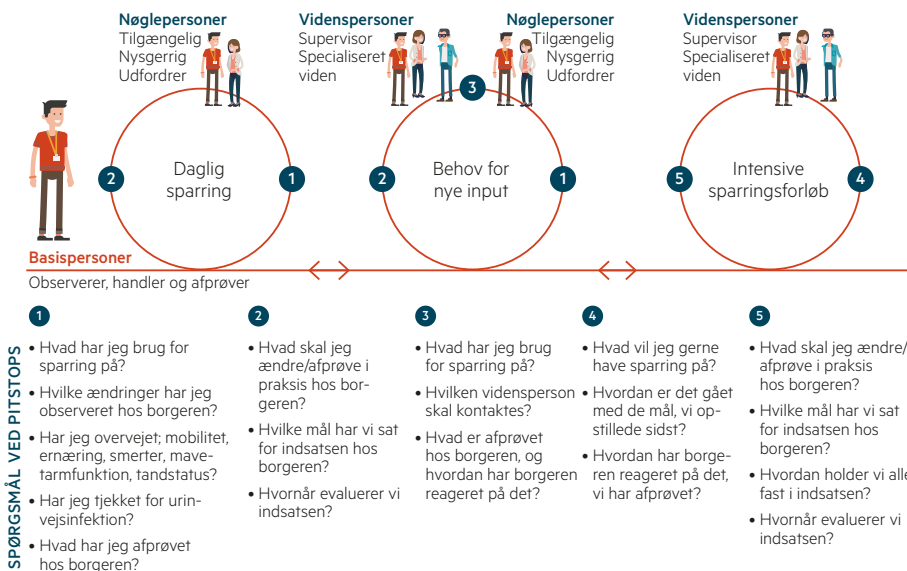 Nøglepersoner
Tilgængelig
Nysgerrig
Udfordrer
Videnspersoner
Supervisor
Specialiseret
viden
Nøglepersoner
Tilgængelig
Nysgerrig
Udfordrer
Videnspersoner
Supervisor
Specialiseret
viden
2
Daglig
sparring
1
3
2
Behov for
nye input
1
5
Intensive
sparringsforløb
4
Basispersoner
Observerer, handler og afprøver
SPØRGSMÅL VED PITSTOPS
1
• Hvad har jeg brug for
sparring på?
• Hvilke ændringer har jeg
observeret hos borgeren?
• Har jeg overvejet; mobilitet,
ernæring, smerter, mave-
tarmfunktion, tandstatus?
• Har jeg tjekket for urin-
vejsinfektion?
• Hvad har jeg afprøvet
hos borgeren?
2
• Hvad skal jeg
ændre/afprøve i
praksis hos bor-
geren?
• Hvilke mål har vi sat
for indsatsen hos
borgeren?
• Hvornår evaluerer vi
indsatsen?
3
• Hvad har jeg brug
for sparring på?
• Hvilken vidensperson
skal kontaktes?
• Hvad er afprøvet
hos borgeren, og
hvordan har borgeren
reageret på det?
4
• Hvad vil jeg gerne
have sparring på?
• Hvordan er det gået
med de mål, vi op-
stillede sidst?
• Hvordan har borge-
ren reageret på det,
vi har afprøvet?
5
• Hvad skal jeg ændre/
afprøve i praksis
hos borgeren?
• Hvilke mål har vi sat
for indsatsen hos
borgeren?
• Hvordan holder vi alle
fast i indsatsen?
• Hvornår evaluerer vi
indsatsen?